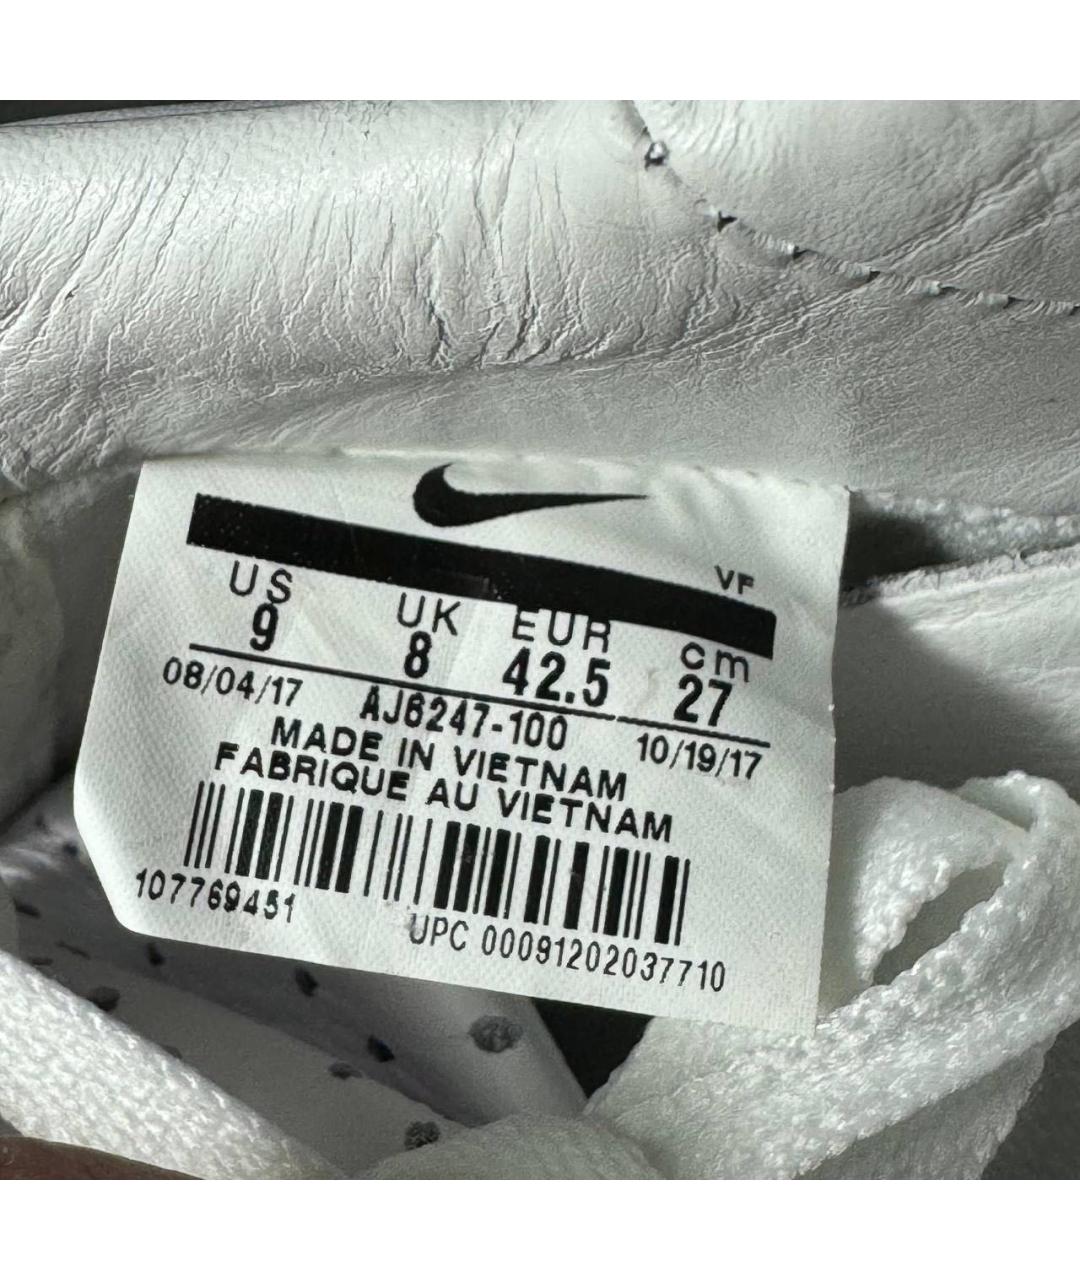 VF
US UK EUR cm
9 8 42.5 27
08/04/17 AJ6247-100 10/19/17
MADE IN VIETNAM
FABRIQUE AU VIETNAM
107769451 UPC 00091202037710